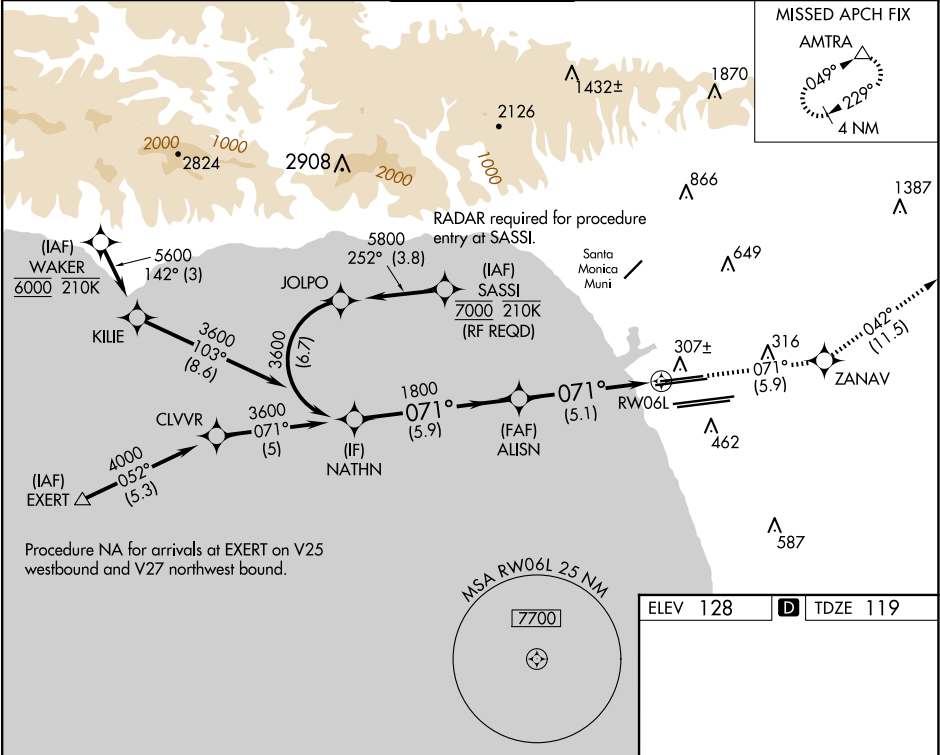 MISSED APCH FIX
AMTRA
049°
229°
4 NM
1432±
1870
2126
2000
1000
2824
2908
2000
1000
866
1387
RADAR required for procedure
entry at SASSI.
(IAF)
WAKER
6000 210K
5600
142° (3)
JOLPO
5800
252° (3.8)
(IAF)
SASSI
7000 210K
(RF REQD)
Santa
Monica
Muni
649
KILIE
3600
103°
(8.6)
3600
(6.7)
042°
(11.5)
307±
316
071°
(5.9)
ZANAV
RW06L
CLVVR
3600
071°
(5)
1800
071°
(5.9)
071°
(5.1)
(IF)
NATHN
(FAF)
ALISN
462
(IAF)
EXERT
4000
052°
(5.3)
587
Procedure NA for arrivals at EXERT on V25
westbound and V27 northwest bound.
MSA RW06L 25 NM
7700
ELEV 128 D TDZE 119